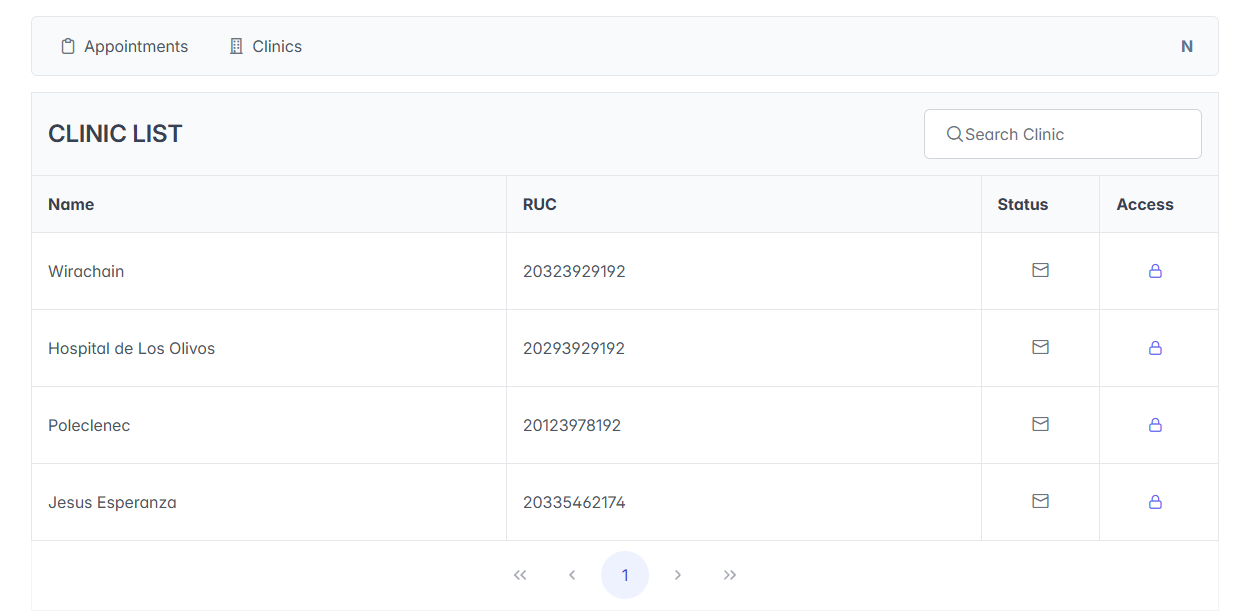 Appointments Clinics N
CLINIC LIST Search Clinic
Name RUC Status Access
Wirachain 20323929192
Hospital de Los Olivos 20293929192
Poleclenec 20123978192
Jesus Esperanza 20335462174
1